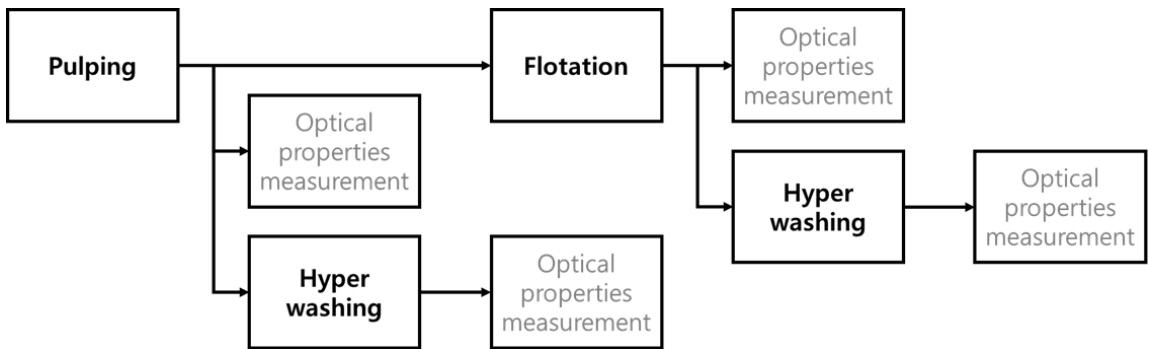 Pulping
Flotation
Optical
properties
measurement
Optical
properties
measurement
Hyper
washing
Optical
properties
measurement
Hyper
washing
Optical
properties
measurement